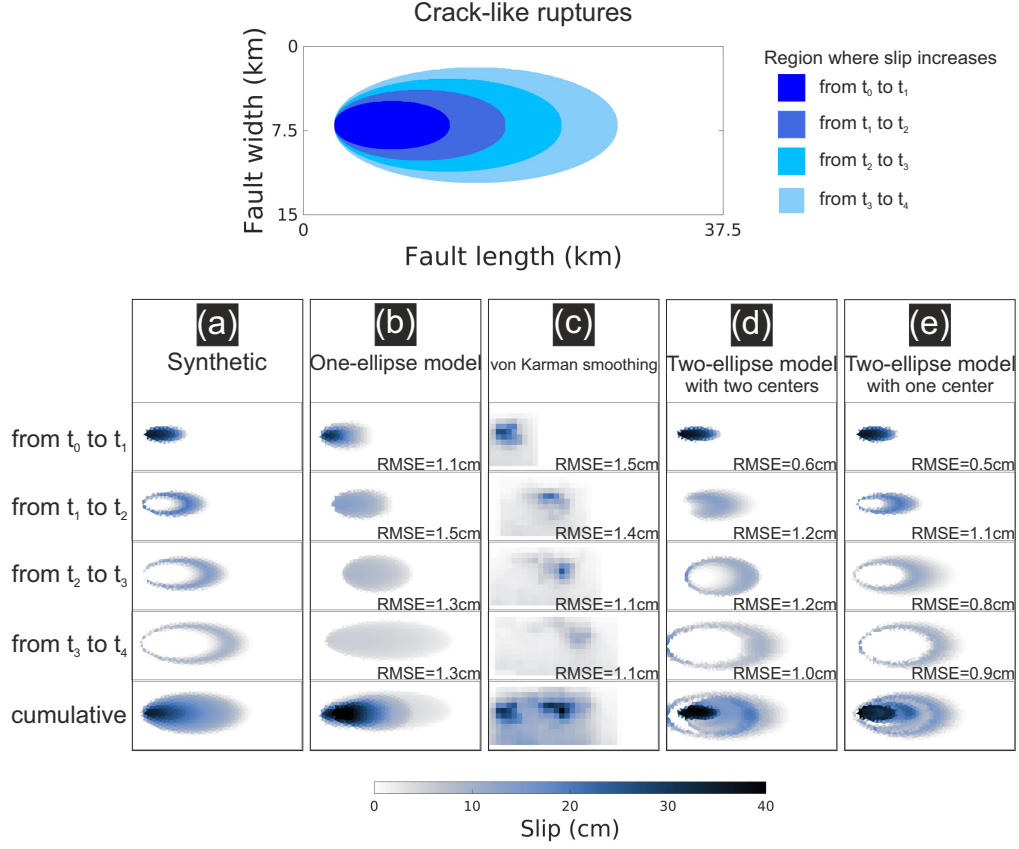 Crack-like ruptures
0
7.5
15
Fault width (km)
0
37.5
Fault length (km)
Region where slip increases
from t₀ to t₁
from t₁ to t₂
from t₂ to t₃
from t₃ to t₄
(a) (b) (c) (d) (e)
Synthetic One-ellipse model von Karman smoothing Two-ellipse model Two-ellipse model
with two centers with one center
from t₀ to t₁
RMSE=1.1cm RMSE=1.5cm RMSE=0.6cm RMSE=0.5cm
from t₁ to t₂
RMSE=1.5cm RMSE=1.4cm RMSE=1.2cm RMSE=1.1cm
from t₂ to t₃
RMSE=1.3cm RMSE=1.1cm RMSE=1.2cm RMSE=0.8cm
from t₃ to t₄
RMSE=1.3cm RMSE=1.1cm RMSE=1.0cm RMSE=0.9cm
cumulative
0 10 20 30 40
Slip (cm)